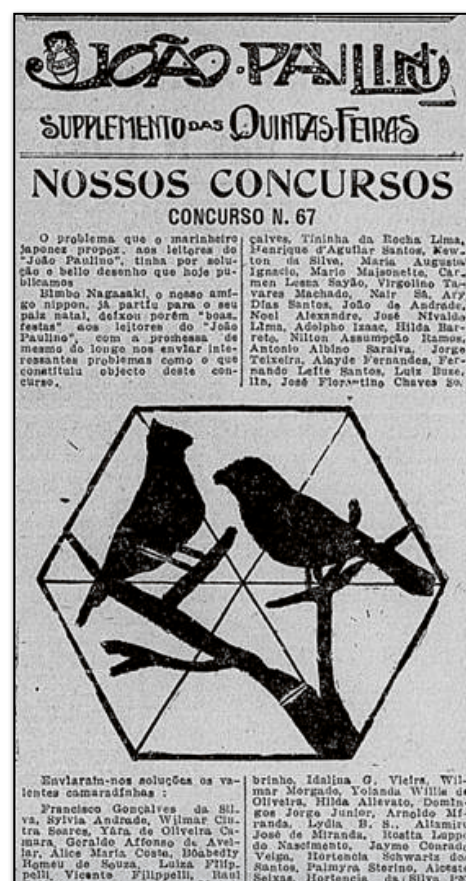 JOÃO PAULINO
SUPPLEMENTO DAS QUINTAS-FEIRAS
NOSSOS CONCURSOS
CONCURSO N. 67
O problema que o marinheiro
japonez propoz, aos leitores do
"João Paulino", tinha por solu-
ção o bello desenho que hoje pu-
blicamos
Bimbo Nagasaki, o nosso ami-
go nippon, já partiu para o seu
paiz natal, deixou porém "boas
festas" aos leitores do "João
Paulino", com a promessa de
mesmo de longe nos enviar inte-
ressantes problemas como o que
constituiu objecto deste con-
curso.
çalves, Tininha da Rocha Lima,
Henrique d'Aguiar Santos, New-
ton da Silva, Maria Augusta
Ignacio, Mario Maisonette, Car-
men Lessa Sayão, Virgolino Ta-
vares Machado, Nair Sá, Ary
Dias Santos, João de Andrade,
Noel Alexandre, José Nivaldo
Lima, Adolpho Izaac, Hilda Bar-
reto, Nilton Assumpção Ramos,
Antonio Albino Saraiva, Jorge
Teixeira, Alayde Fernandes, Fer-
nando Leite Santos, Luiz Buze-
lin, José Florentino Chaves So-
Enviaram-nos soluções os va-
lentes camaradinhas :
Francisco Gonçalves da Sil-
va, Sylvia Andrade, Wilmar Cin-
tra Soares, Yára de Oliveira Ca-
mara, Geraldo Affonso de Avel-
lar, Alice Maria Costa,
Romeu de Souza, Luiza Filip-
pelli, Vicente Filippelli, Raul
brinho, Idalina G. Vieira, Wil-
mar Morgado, Yolanda Willis de
Oliveira, Hilda Allevato, Domin-
gos Jorge Junior, Arnoldo Mi-
randa, Lydia B. S., Altamiro
José de Miranda, Rosita Loppe
do Nascimento, Jayme Conrado
Veiga, Hortencia Schwartz dos
Santos, Palmyra Sterino, Alceste
Seixas, Hortencia da Silva